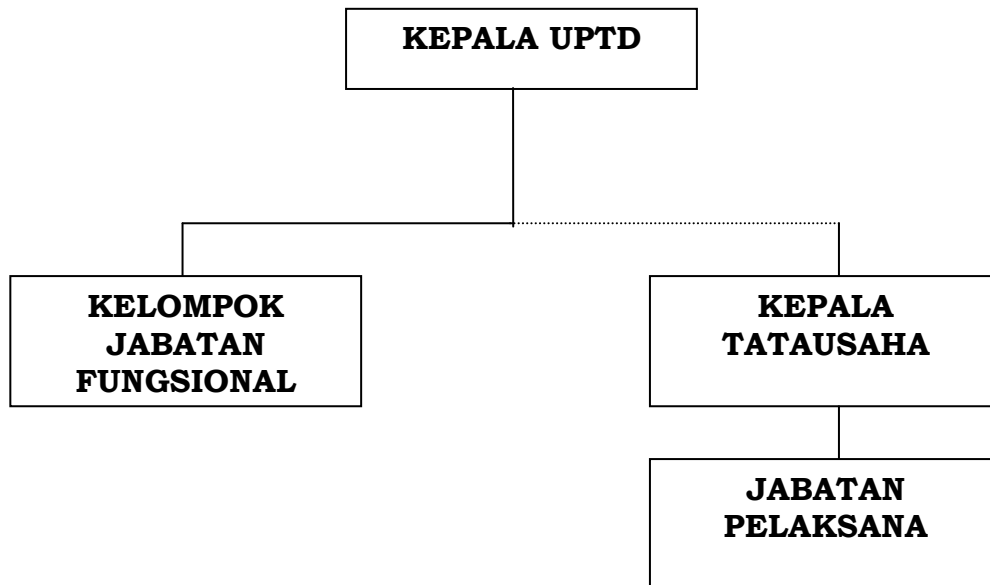 KEPALA UPTD
KELOMPOK
JABATAN
FUNGSIONAL
KEPALA
TATAUSAHA
JABATAN
PELAKSANA